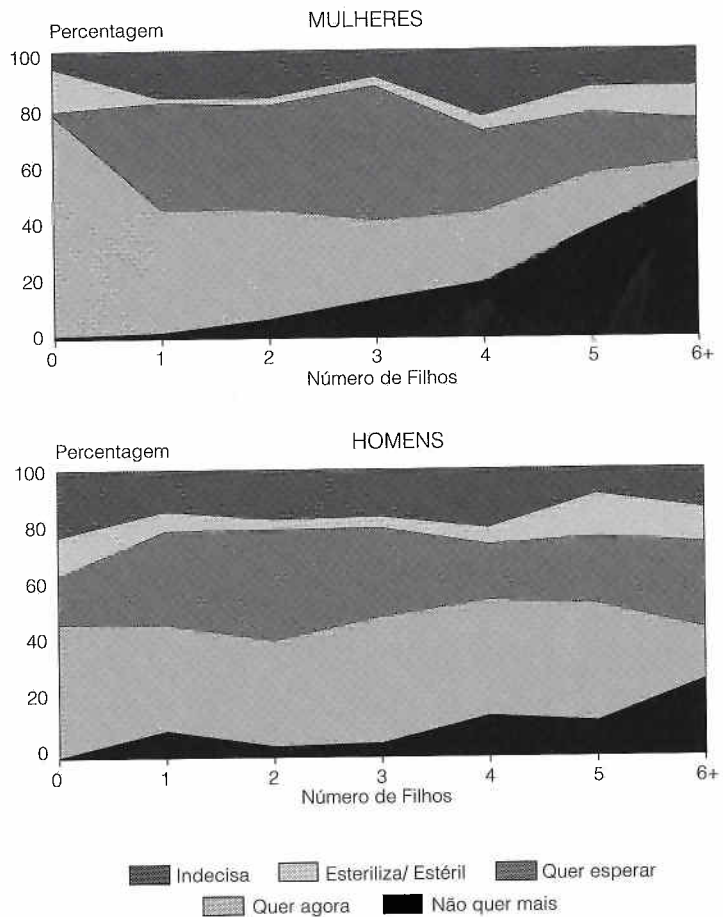 MULHERES
Percentagem
100
80
60
40
20
0
0 1 2 3 4 5 6+
Número de Filhos
HOMENS
Percentagem
100
80
60
40
20
0
0 1 2 3 4 5 6+
Número de Filhos
Indecisa Esteriliza/ Estéril Quer esperar
Quer agora Não quer mais